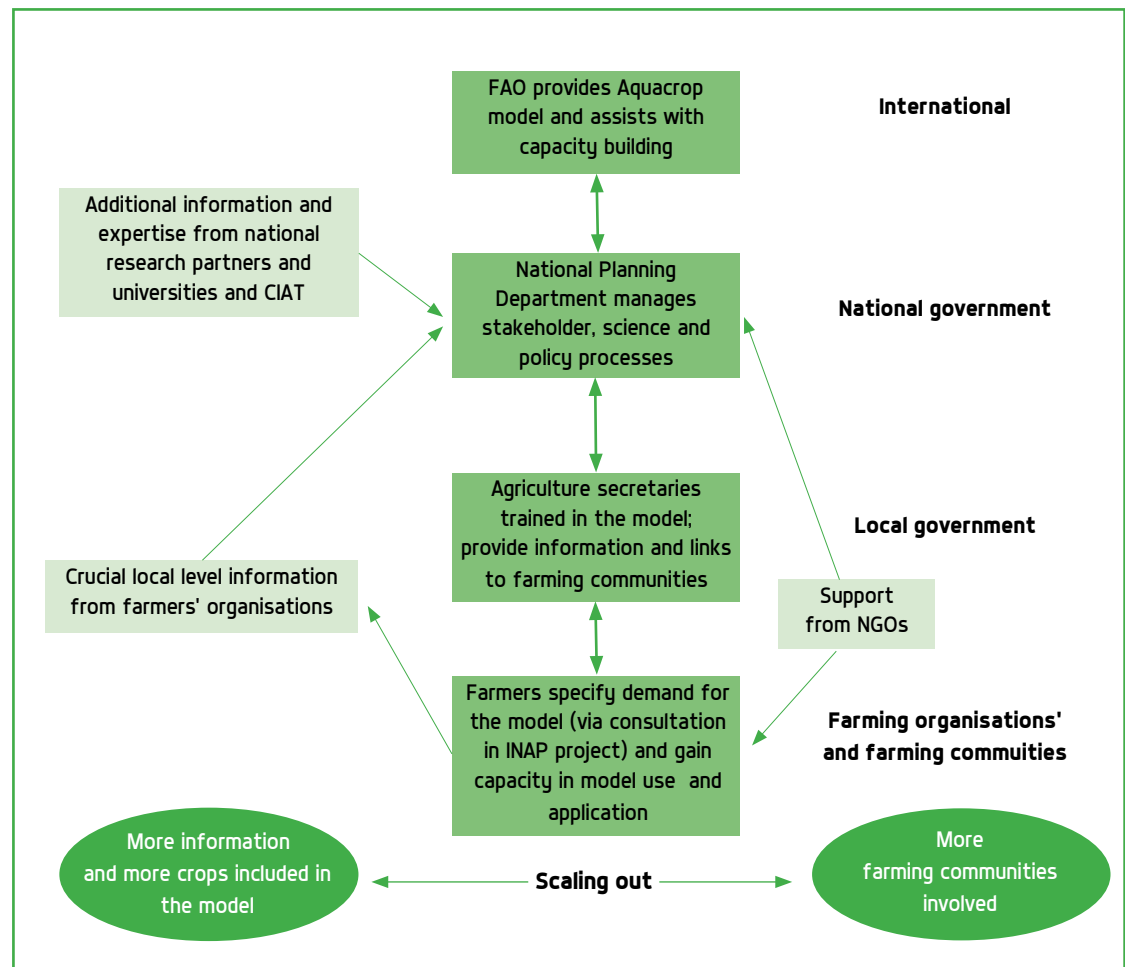 FAO provides Aquacrop
model and assists with
capacity building
International
Additional information and
expertise from national
research partners and
universities and CIAT
National Planning
Department manages
stakeholder, science and
policy processes
National government
Agriculture secretaries
trained in the model;
provide information and links
to farming communities
Local government
Crucial local level information
from farmers' organisations
Support
from NGOs
Farmers specify demand for
the model (via consultation
in INAP project) and gain
capacity in model use and
application
Farming organisations'
and farming commuities
More information
and more crops included in
the model
Scaling out
More
farming communities
involved